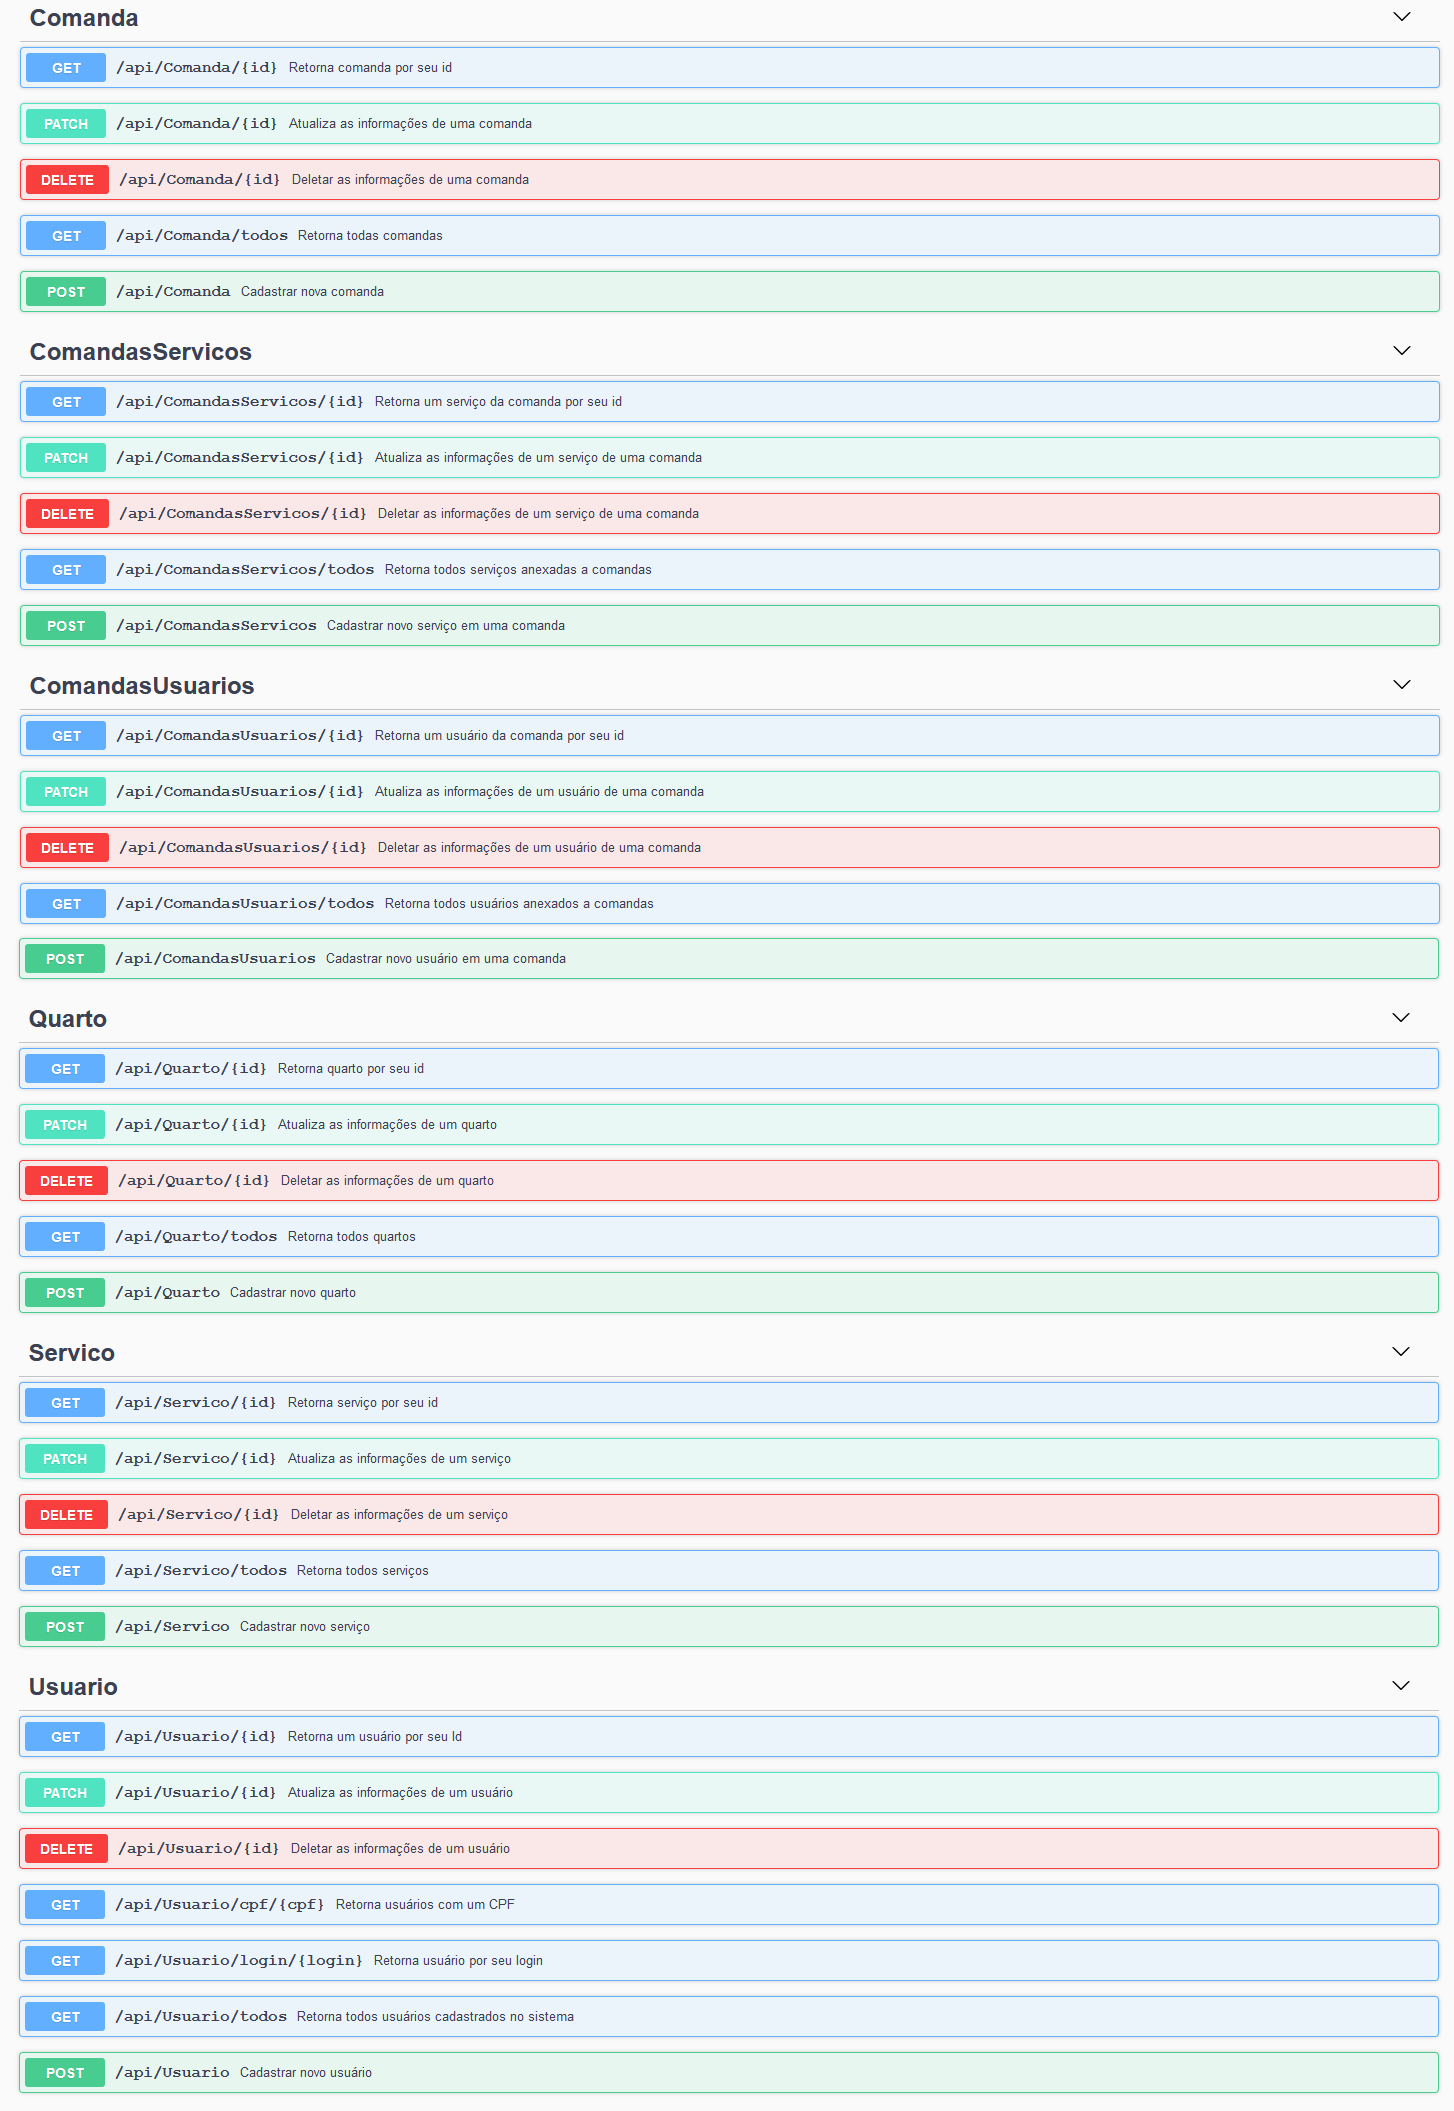 Comanda
GET /api/Comanda/{id} Retorna comanda por seu id
PATCH /api/Comanda/{id} Atualiza as informações de uma comanda
DELETE /api/Comanda/{id} Deletar as informações de uma comanda
GET /api/Comanda/todos Retorna todas comandas
POST /api/Comanda Cadastrar nova comanda
ComandasServicos
GET /api/ComandasServicos/{id} Retorna um serviço da comanda por seu id
PATCH /api/ComandasServicos/{id} Atualiza as informações de um serviço de uma comanda
DELETE /api/ComandasServicos/{id} Deletar as informações de um serviço de uma comanda
GET /api/ComandasServicos/todos Retorna todos serviços anexadas a comandas
POST /api/ComandasServicos Cadastrar novo serviço em uma comanda
ComandasUsuarios
GET /api/ComandasUsuarios/{id} Retorna um usuário da comanda por seu id
PATCH /api/ComandasUsuarios/{id} Atualiza as informações de um usuário de uma comanda
DELETE /api/ComandasUsuarios/{id} Deletar as informações de um usuário de uma comanda
GET /api/ComandasUsuarios/todos Retorna todos usuários anexados a comandas
POST /api/ComandasUsuarios Cadastrar novo usuário em uma comanda
Quarto
GET /api/Quarto/{id} Retorna quarto por seu id
PATCH /api/Quarto/{id} Atualiza as informações de um quarto
DELETE /api/Quarto/{id} Deletar as informações de um quarto
GET /api/Quarto/todos Retorna todos quartos
POST /api/Quarto Cadastrar novo quarto
Servico
GET /api/Servico/{id} Retorna serviço por seu id
PATCH /api/Servico/{id} Atualiza as informações de um serviço
DELETE /api/Servico/{id} Deletar as informações de um serviço
GET /api/Servico/todos Retorna todos serviços
POST /api/Servico Cadastrar novo serviço
Usuario
GET /api/Usuario/{id} Retorna um usuário por seu Id
PATCH /api/Usuario/{id} Atualiza as informações de um usuário
DELETE /api/Usuario/{id} Deletar as informações de um usuário
GET /api/Usuario/cpf/{cpf} Retorna usuários com um CPF
GET /api/Usuario/login/{login} Retorna usuário por seu login
GET /api/Usuario/todos Retorna todos usuários cadastrados no sistema
POST /api/Usuario Cadastrar novo usuário